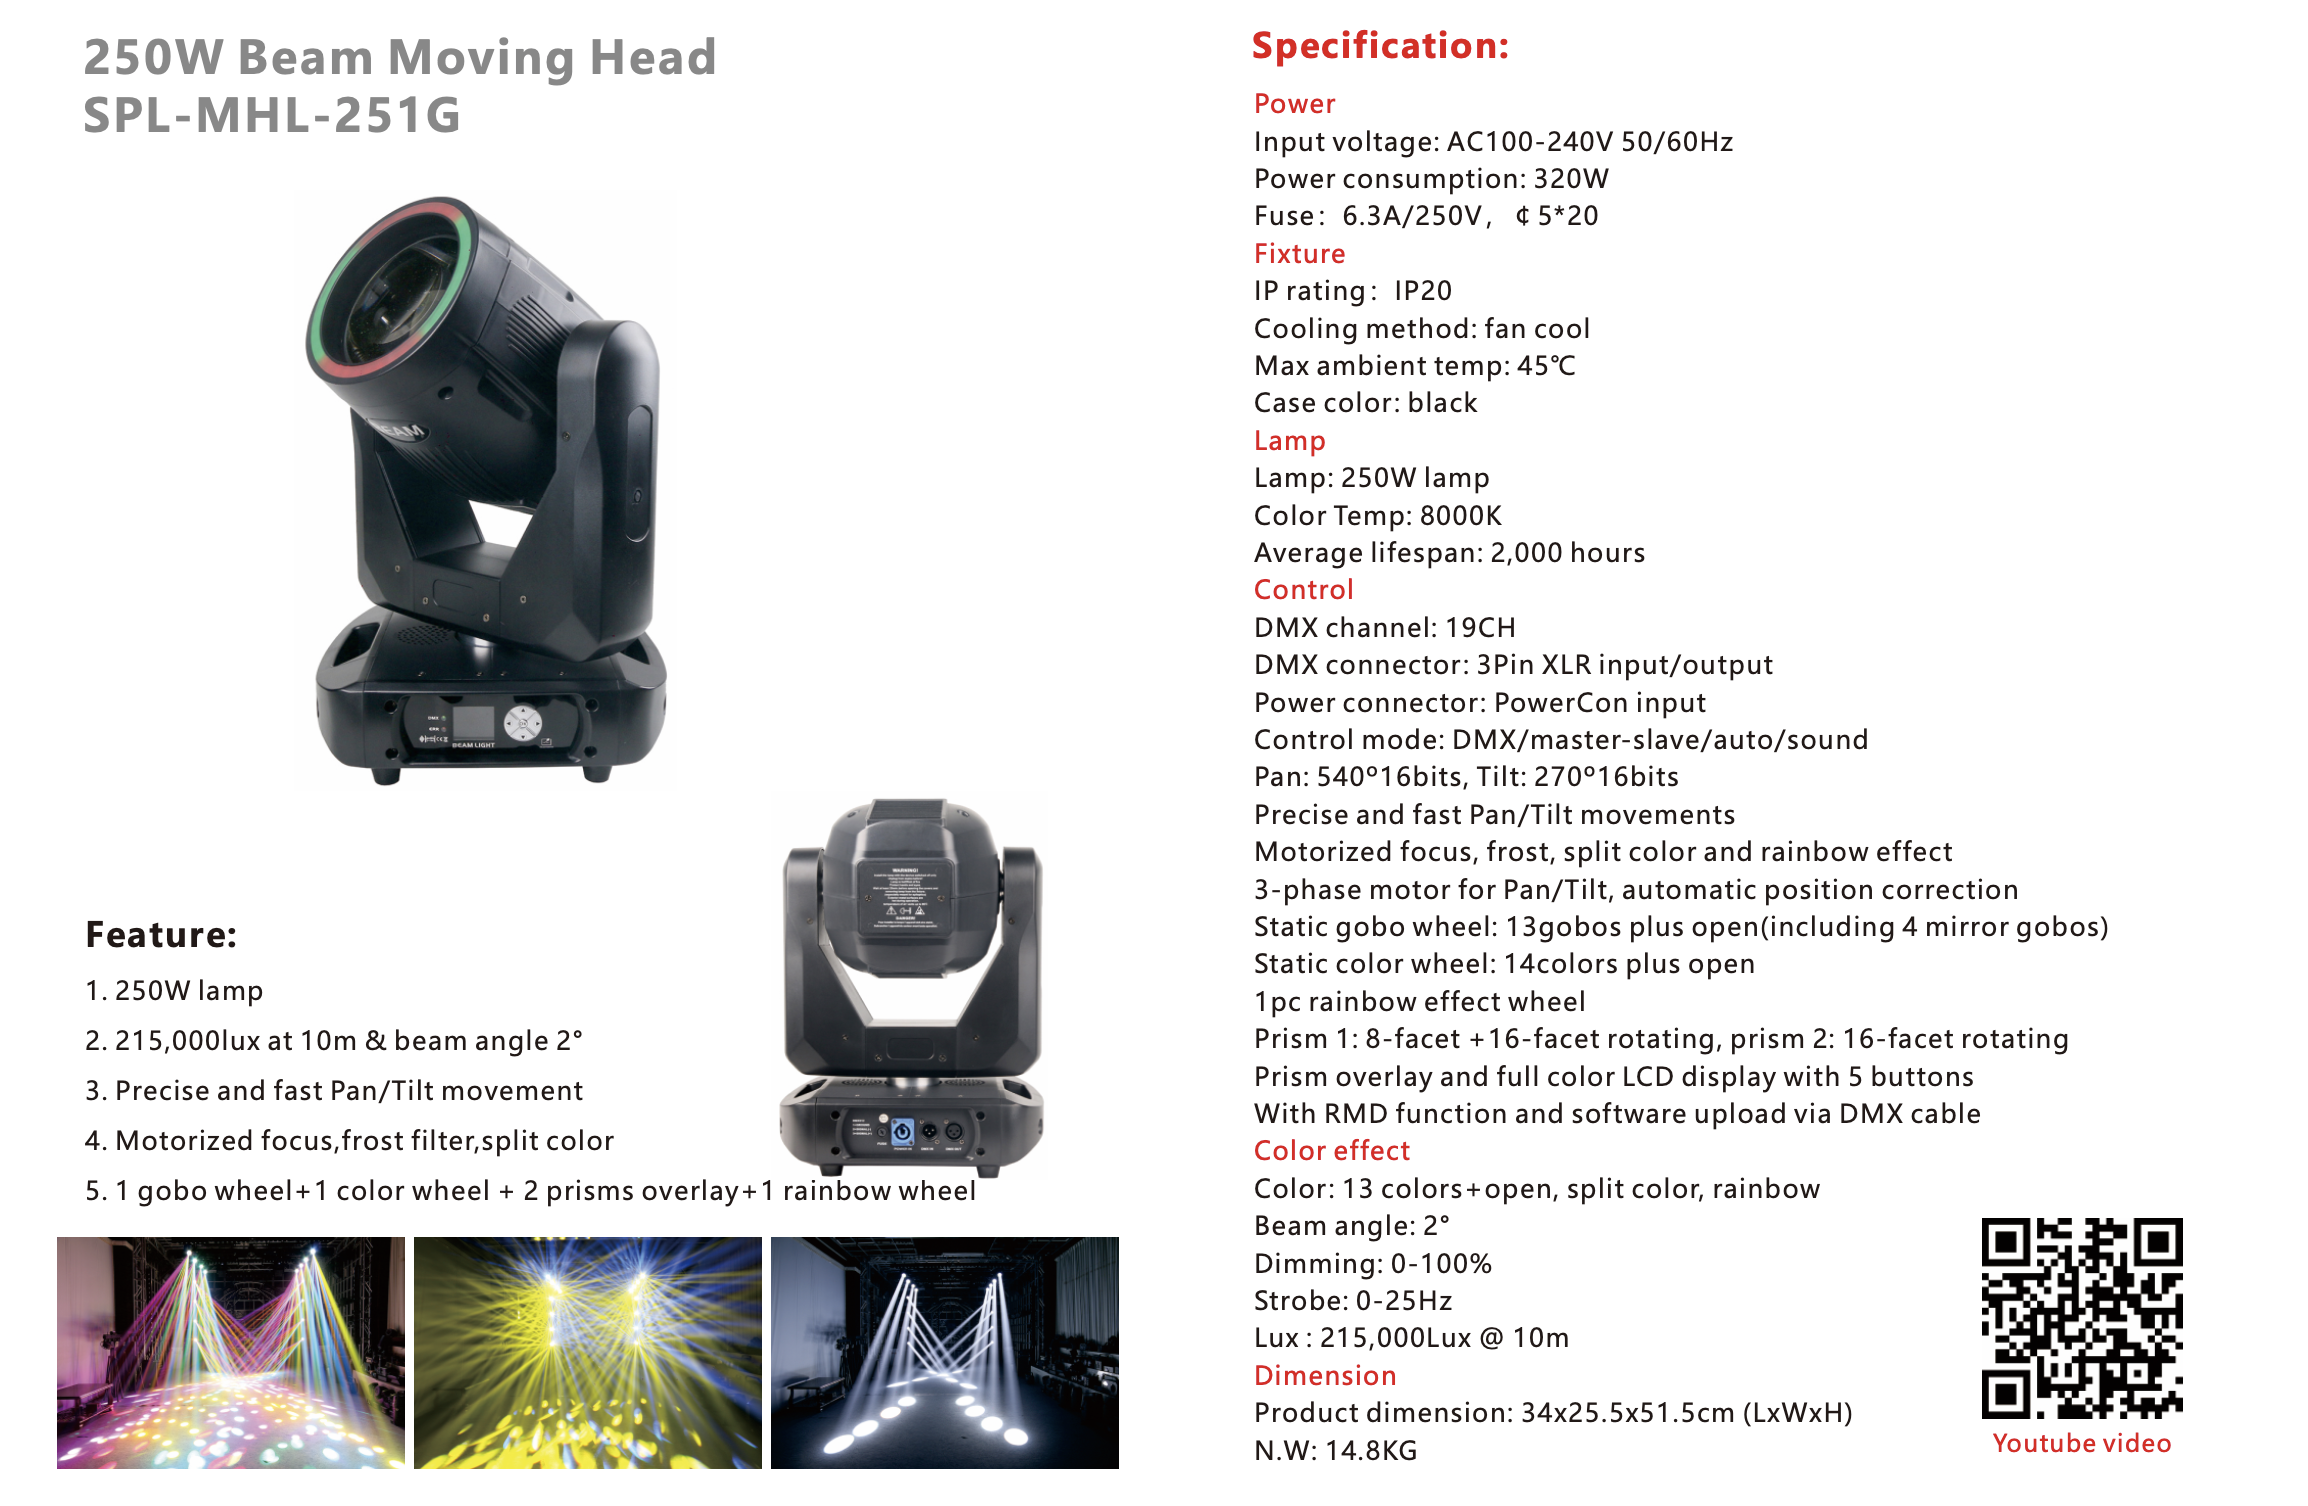 250W Beam Moving Head
SPL-MHL-251G
BEAM LIGHT
DMX
WARNING!
DANGER!
Feature:
1. 250W lamp
2. 215,000lux at 10m & beam angle 2°
3. Precise and fast Pan/Tilt movement
4. Motorized focus,frost filter,split color
5. 1 gobo wheel+1 color wheel + 2 prisms overlay+1 rainbow wheel
Specification:
Power
Input voltage: AC100-240V 50/60Hz
Power consumption: 320W
Fuse：6.3A/250V， ¢ 5*20
Fixture
IP rating：IP20
Cooling method: fan cool
Max ambient temp: 45℃
Case color: black
Lamp
Lamp: 250W lamp
Color Temp: 8000K
Average lifespan: 2,000 hours
Control
DMX channel: 19CH
DMX connector: 3Pin XLR input/output
Power connector: PowerCon input
Control mode: DMX/master-slave/auto/sound
Pan: 540º16bits, Tilt: 270º16bits
Precise and fast Pan/Tilt movements
Motorized focus, frost, split color and rainbow effect
3-phase motor for Pan/Tilt, automatic position correction
Static gobo wheel: 13gobos plus open(including 4 mirror gobos)
Static color wheel: 14colors plus open
1pc rainbow effect wheel
Prism 1: 8-facet +16-facet rotating, prism 2: 16-facet rotating
Prism overlay and full color LCD display with 5 buttons
With RMD function and software upload via DMX cable
Color effect
Color: 13 colors+open, split color, rainbow
Beam angle: 2°
Dimming: 0-100%
Strobe: 0-25Hz
Lux : 215,000Lux @ 10m
Dimension
Product dimension: 34x25.5x51.5cm (LxWxH)
N.W: 14.8KG
Youtube video